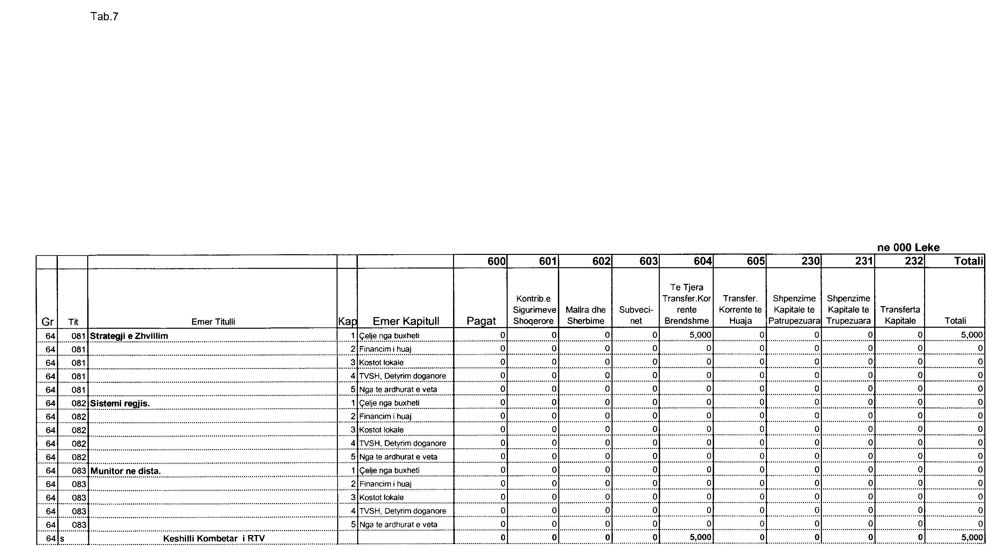 Tab.7
ne 000 Leke
600 601 602 603 604 605 230 231 232 Totali
Te Tjera
Kontrib.e Transfer.Kor Transfer. Shpenzime Shpenzime
Sigurimeve Mallra dhe Subveci- rente Korrente te Kapitale te Kapitale te Transferta
Gr Tit Emer Titulli Kap Emer Kapitull Pagat Shoqerore Sherbime net Brendshme Huaja Patrupezuara Trupezuara Kapitale Totali
64 081 Strategji e Zhvillim 1 Çelje nga buxheti 0 0 0 0 5,000 0 0 0 0 5,000
64 081 2 Financim i huaj 0 0 0 0 0 0 0 0 0 0
64 081 3 Kostot lokale 0 0 0 0 0 0 0 0 0 0
64 081 4 TVSH, Detyrim doganore 0 0 0 0 0 0 0 0 0 0
64 081 5 Nga te ardhurat e veta 0 0 0 0 0 0 0 0 0 0
64 082 Sistemi regjis. 1 Çelje nga buxheti 0 0 0 0 0 0 0 0 0 0
64 082 2 Financim i huaj 0 0 0 0 0 0 0 0 0 0
64 082 3 Kostot lokale 0 0 0 0 0 0 0 0 0 0
64 082 4 TVSH, Detyrim doganore 0 0 0 0 0 0 0 0 0 0
64 082 5 Nga te ardhurat e veta 0 0 0 0 0 0 0 0 0 0
64 083 Munitor ne dista. 1 Çelje nga buxheti 0 0 0 0 0 0 0 0 0 0
64 083 2 Financim i huaj 0 0 0 0 0 0 0 0 0 0
64 083 3 Kostot lokale 0 0 0 0 0 0 0 0 0 0
64 083 4 TVSH, Detyrim doganore 0 0 0 0 0 0 0 0 0 0
64 083 5 Nga te ardhurat e veta 0 0 0 0 0 0 0 0 0 0
64 s Keshilli Kombetar i RTV 0 0 0 0 5,000 0 0 0 0 5,000